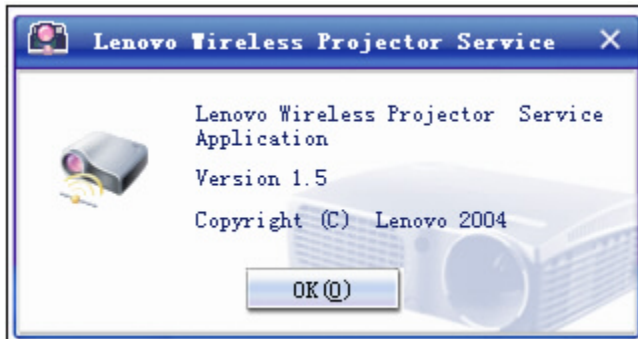 Lenovo Wireless Projector Service
Lenovo Wireless Projector Service
Application
Version 1.5
Copyright (C) Lenovo 2004
OK(O)